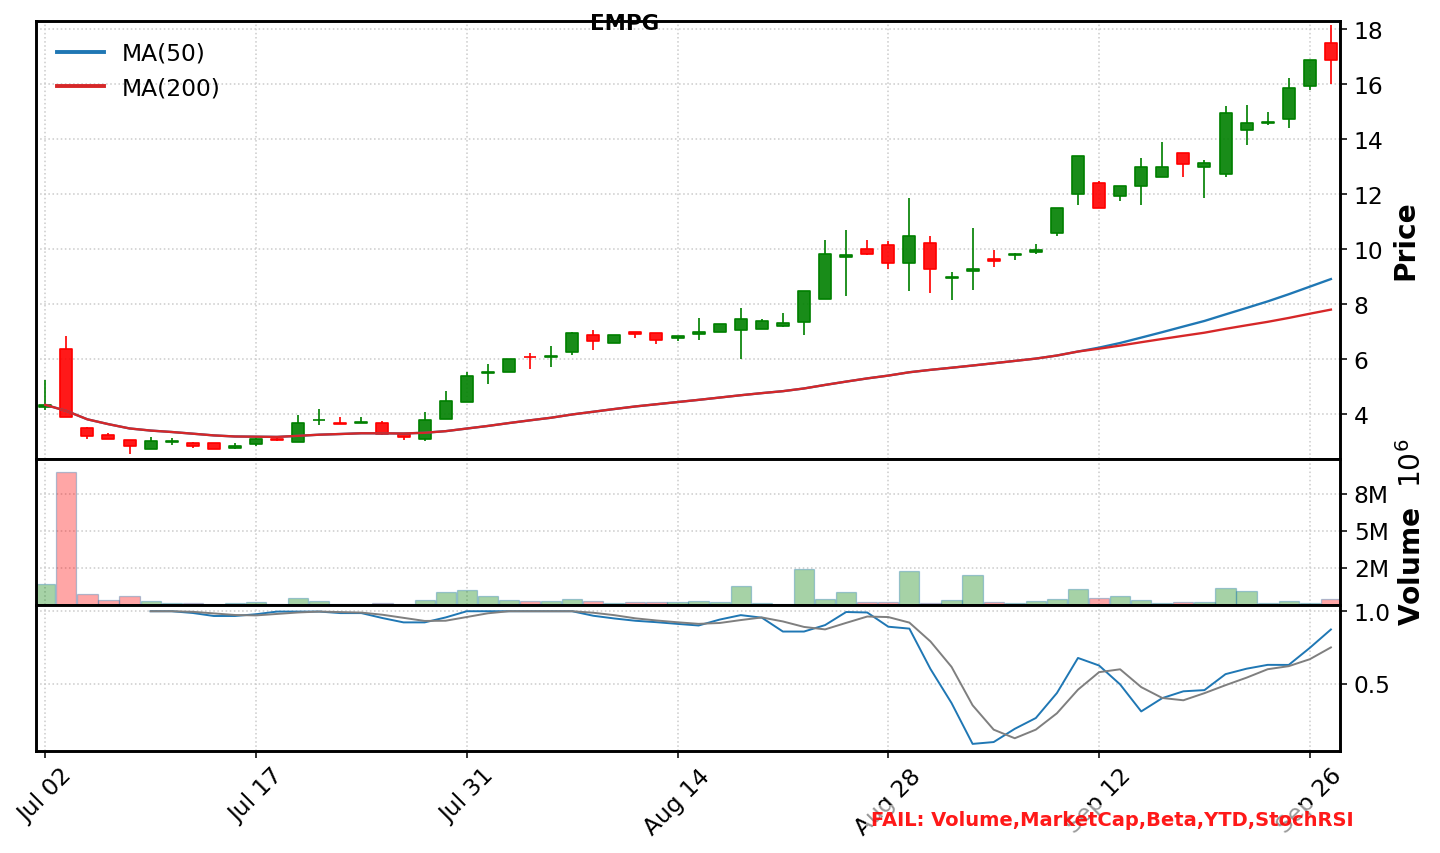 EMPG
MA(50)
MA(200)
18
16
14
12
10
8
6
4
Price
10^6
8M
5M
2M
Volume
1.0
0.5
Jul 02
Jul 17
Jul 31
Aug 14
Aug 28
Sep 12
Sep 26
FAIL: Volume,MarketCap,Beta,YTD,StochRSI